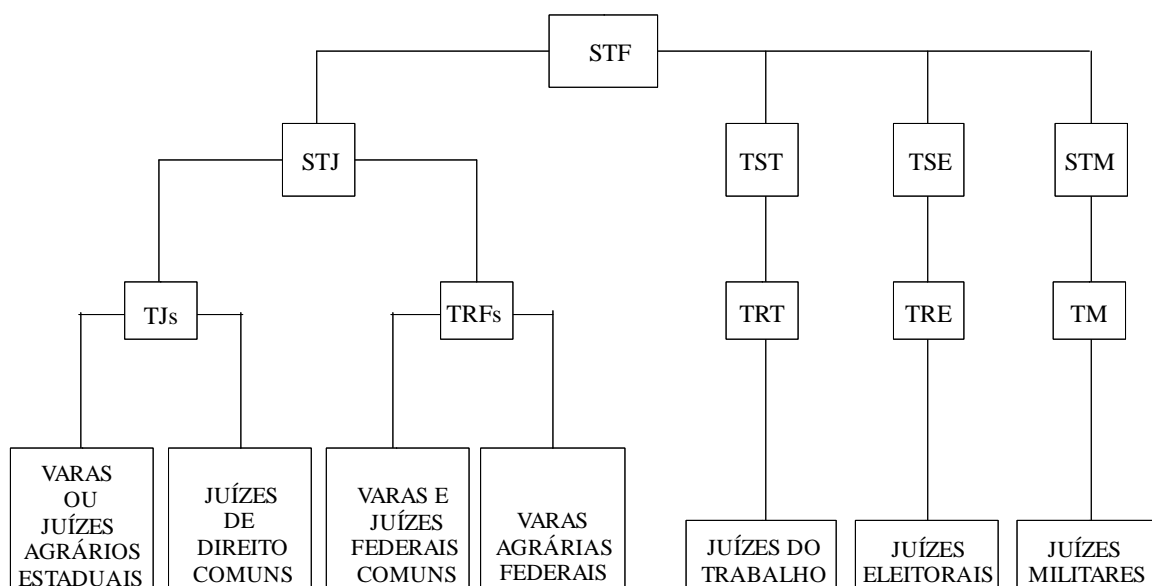 STF
STJ
TST
TSE
STM
TJs
TRFs
TRT
TRE
TM
VARAS
OU
JUÍZES
AGRÁRIOS
ESTADUAIS
JUÍZES
DE
DIREITO
COMUNS
VARAS E
JUÍZES
FEDERAIS
COMUNS
VARAS
AGRÁRIAS
FEDERAIS
JUÍZES DO
TRABALHO
JUÍZES
ELEITORAIS
JUÍZES
MILITARES